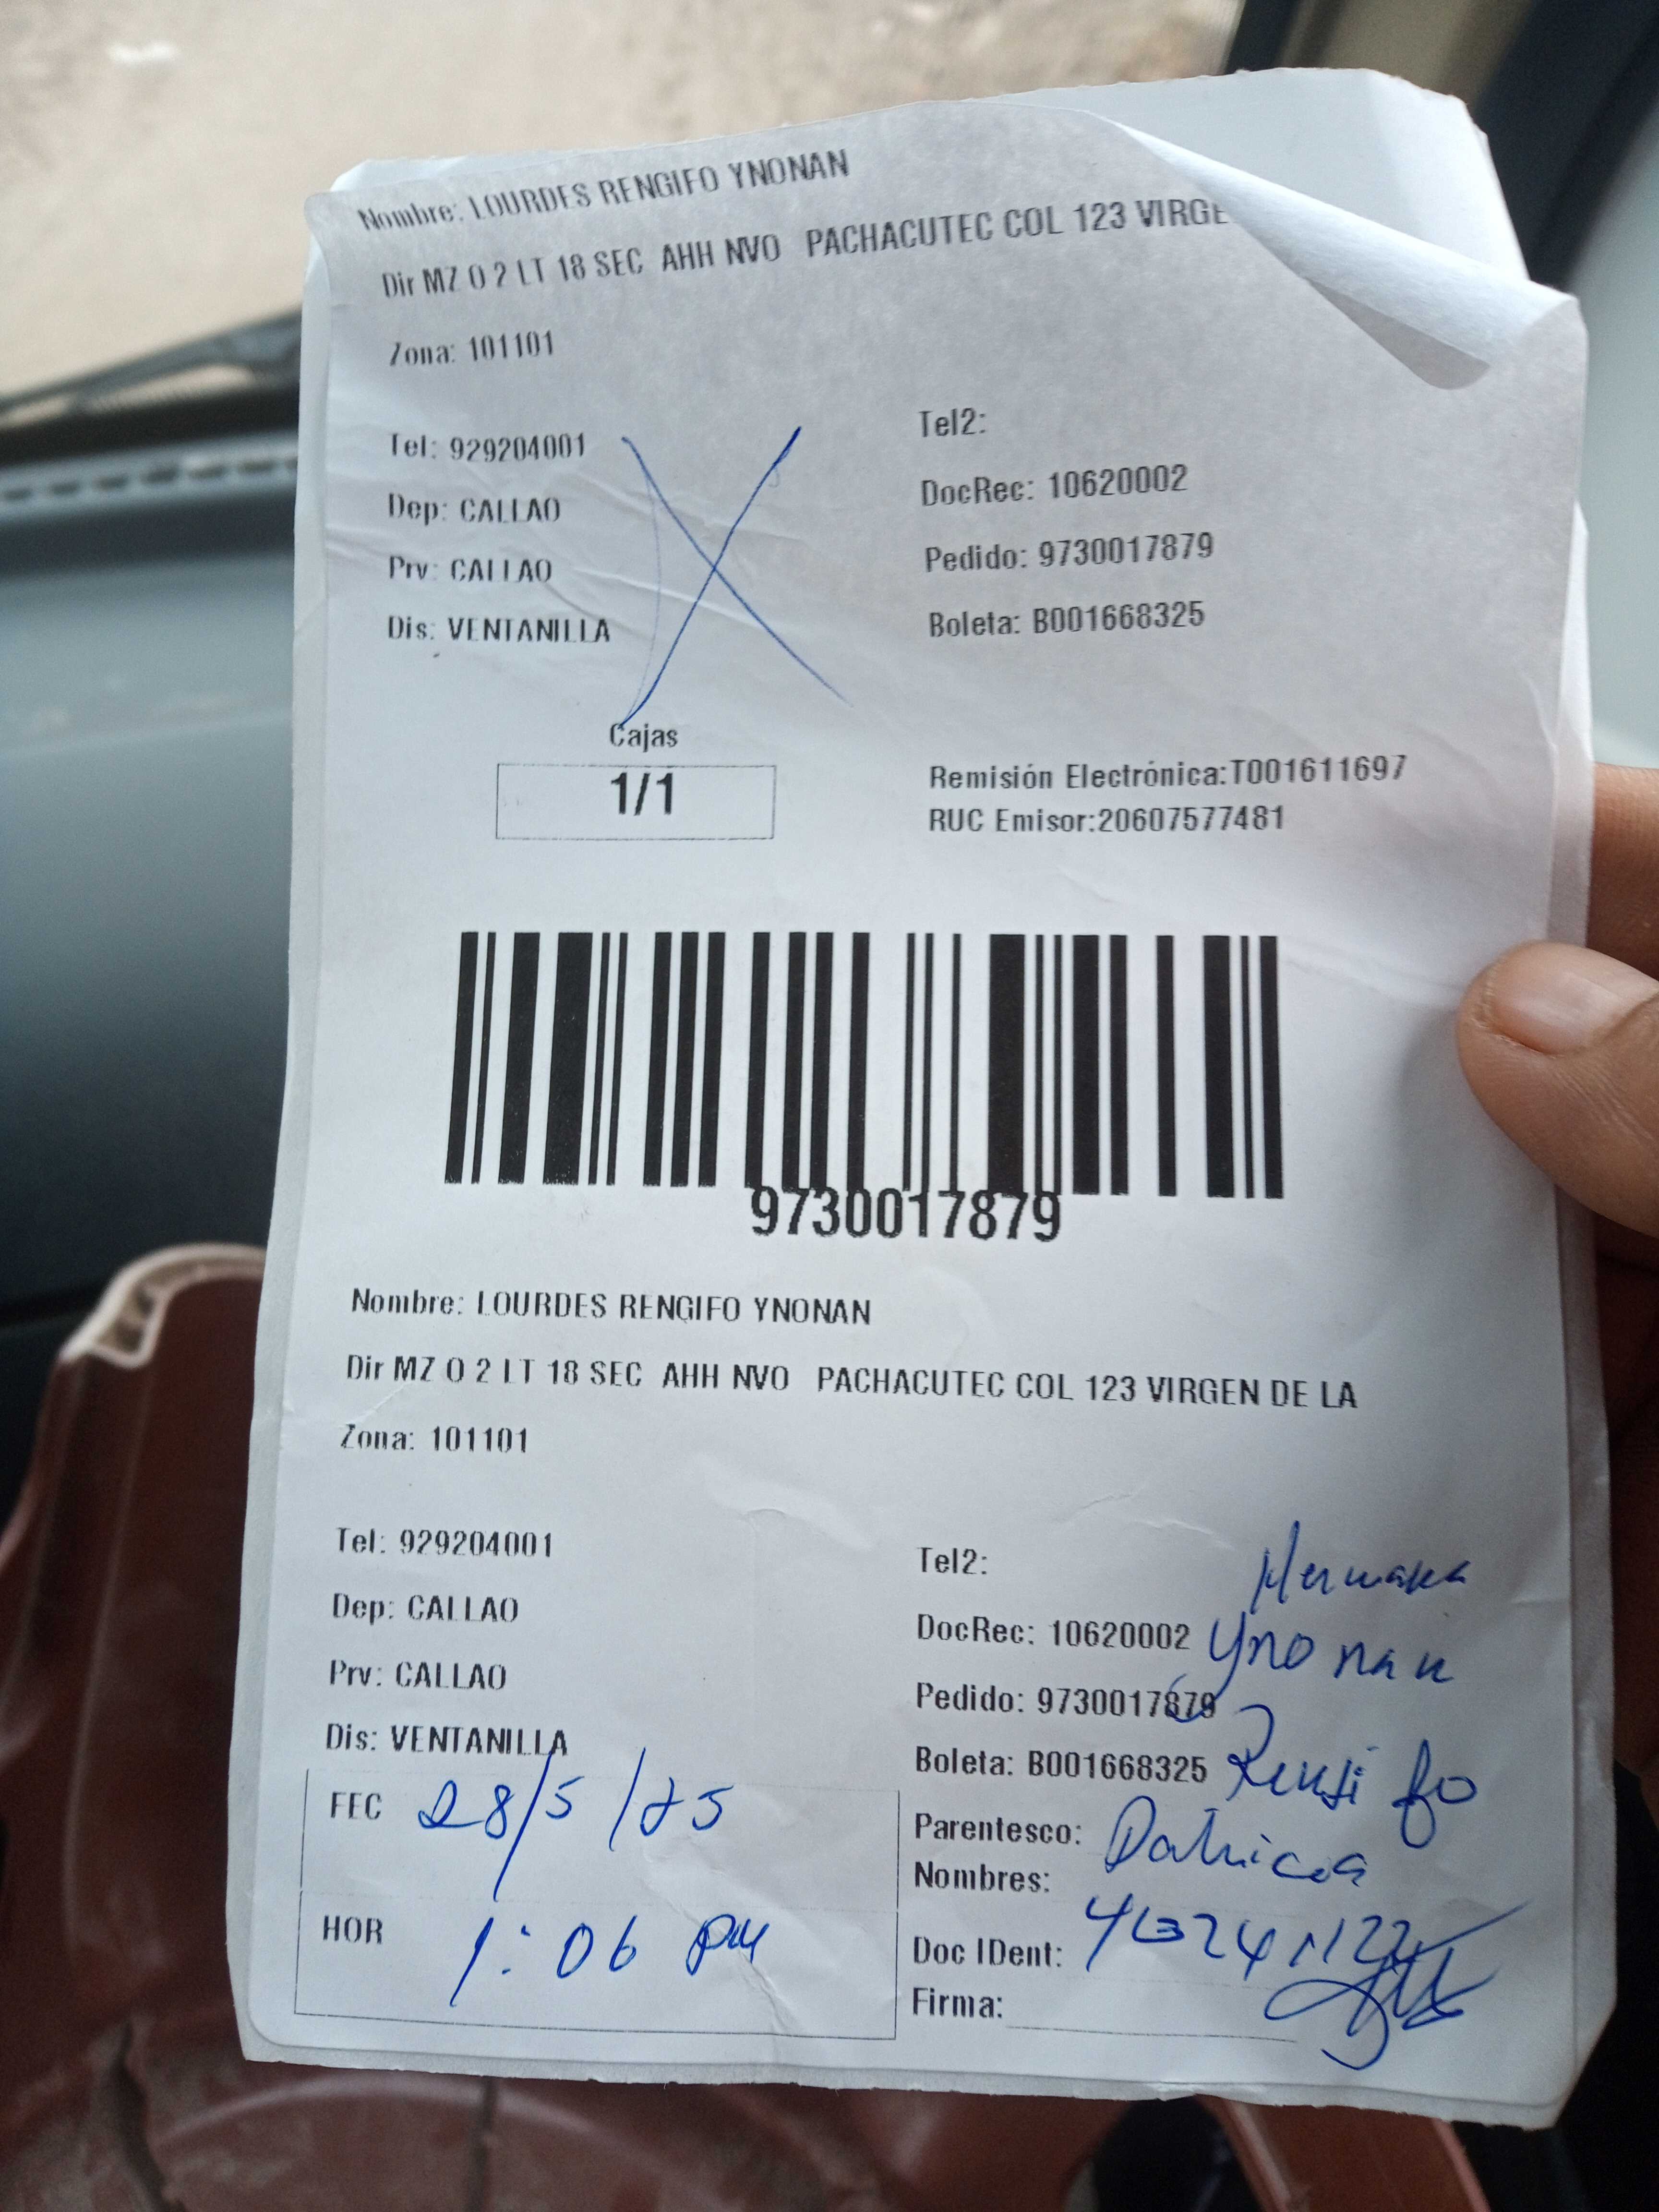 Nombre: LOURDES RENGIFO YNONAN
Dir MZ O 2 LT 18 SEC AHH NVO PACHACUTEC COL 123 VIRGE
Zona: 101101
Tel: 929204001
Tel2:
Dep: CALLAO
DocRec: 10620002
Prv: CALLAO
Pedido: 9730017879
Dis: VENTANILLA
Boleta: B001668325
Cajas
1/1
Remisión Electrónica:T001611697
RUC Emisor:20607577481
9730017879
Nombre: LOURDES RENGIFO YNONAN
Dir MZ O 2 LT 18 SEC AHH NVO PACHACUTEC COL 123 VIRGEN DE LA
Zona: 101101
Tel: 929204001
Tel2:
Hermana
Dep: CALLAO
DocRec: 10620002 Ynonan
Prv: CALLAO
Pedido: 9730017879
Dis: VENTANILLA
Boleta: B001668325 Rengifo
FEC 28/5/25
Parentesco:
Nombres:
HOR 1:06 PM
Doc IDent:
Firma: